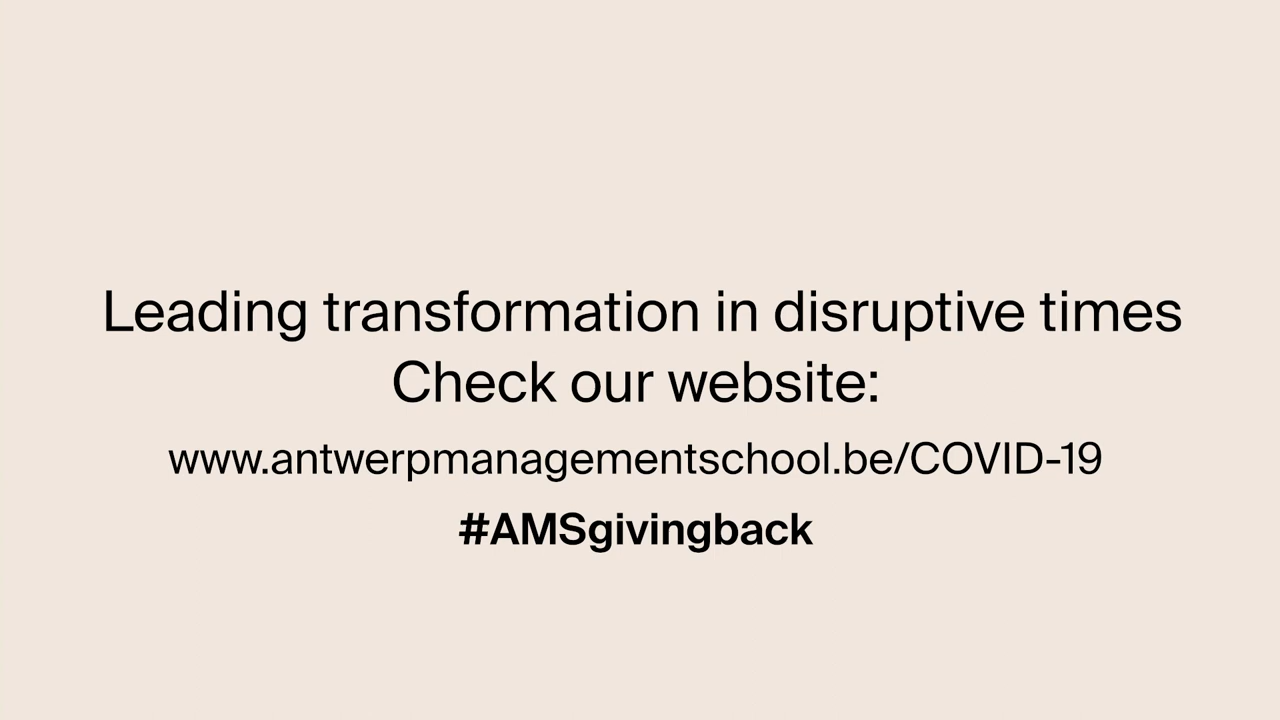 Leading transformation in disruptive times
Check our website:
www.antwerpmanagementschool.be/COVID-19
#AMSgivingback